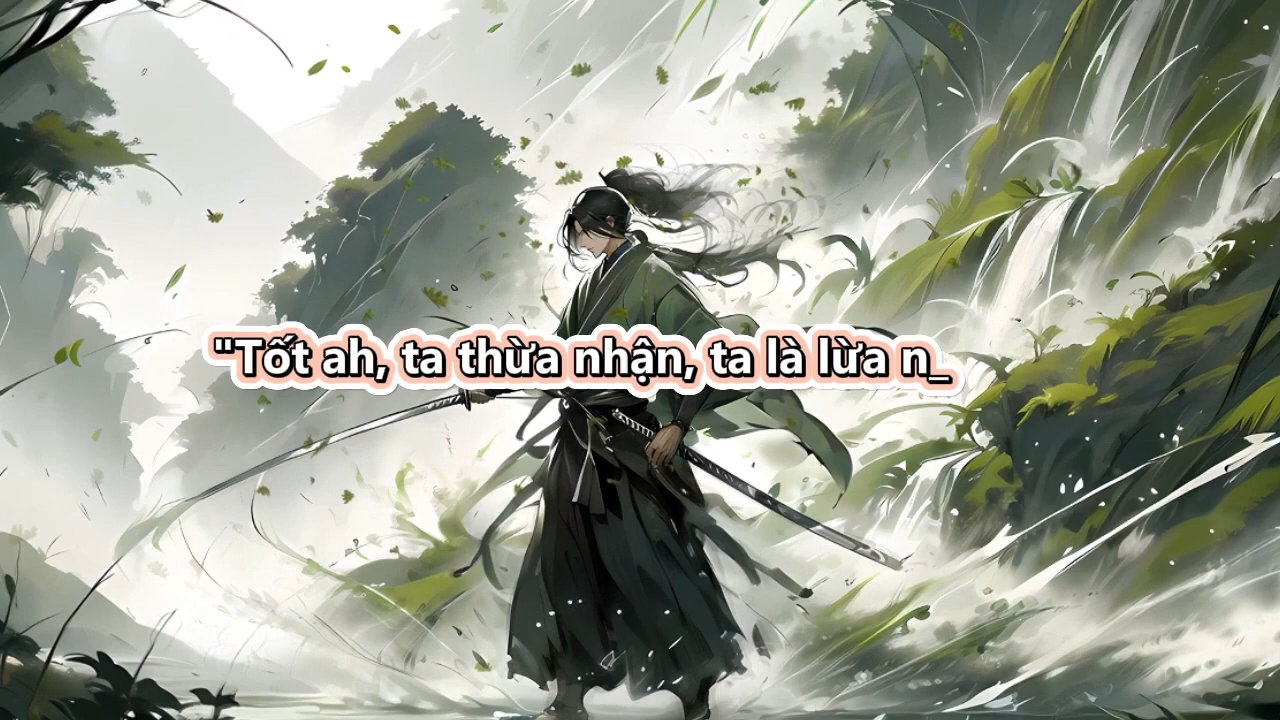 "Tốt ah, ta thừa nhận, ta là lừa n_